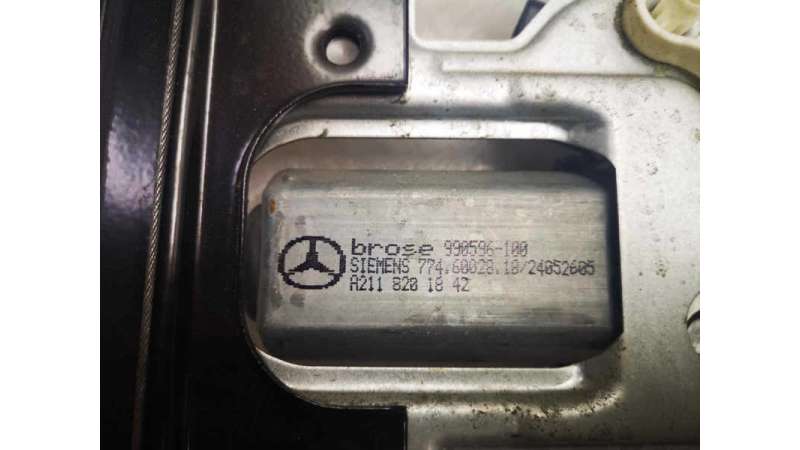 brose 990596-100
SIEMENS 774.60028.18/24052605
A211 820 18 42